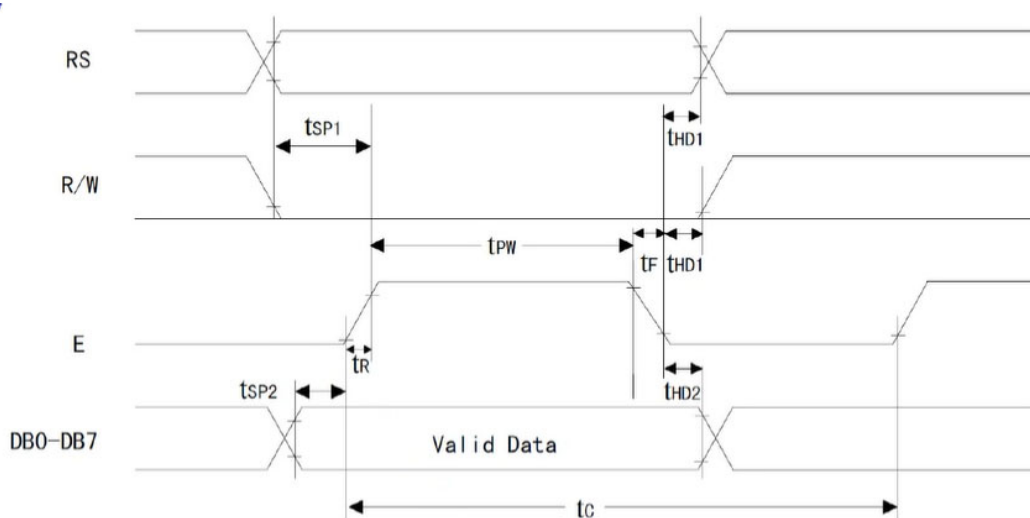 RS
tSP1
tHD1
R/W
tPW
tF tHD1
E
tR
tSP2
tHD2
DB0-DB7
Valid Data
tC